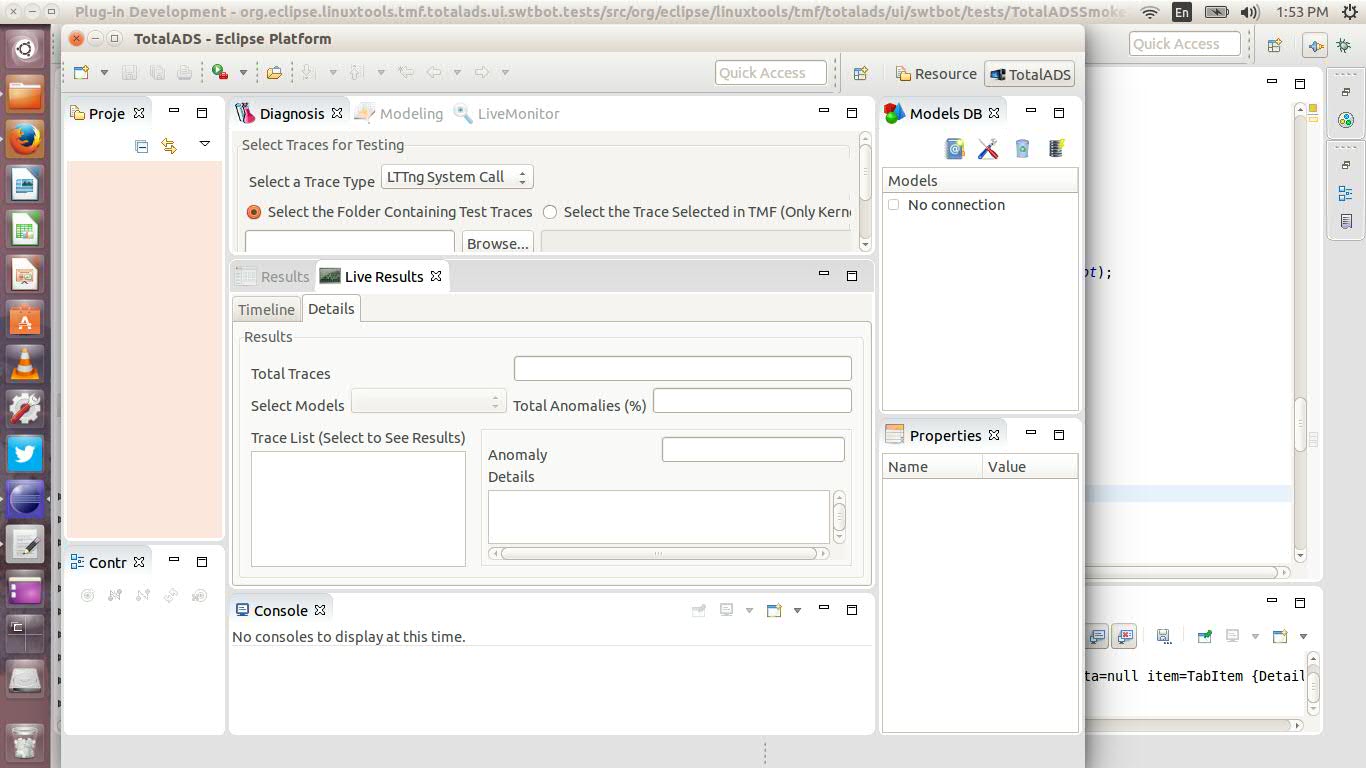 Plug-in Development - org.eclipse.linuxtools.tmf.totalads.ui.swtbot.tests/src/org/eclipse/linuxtools/tmf/totalads/ui/swtbot/tests/TotalADSSmoke
En
1:53 PM
TotalADS - Eclipse Platform
Quick Access
Quick Access
Resource
TotalADS
Proje
Diagnosis
Modeling
LiveMonitor
Models DB
Select Traces for Testing
Select a Trace Type
LTTng System Call
Select the Folder Containing Test Traces
Select the Trace Selected in TMF (Only Kerne
Browse...
Models
No connection
Results
Live Results
Timeline
Details
Results
Total Traces
Select Models
Total Anomalies (%)
Trace List (Select to See Results)
Anomaly
Details
Properties
Name
Value
Contr
Console
No consoles to display at this time.
ot);
ta=null item=TabItem {Detail